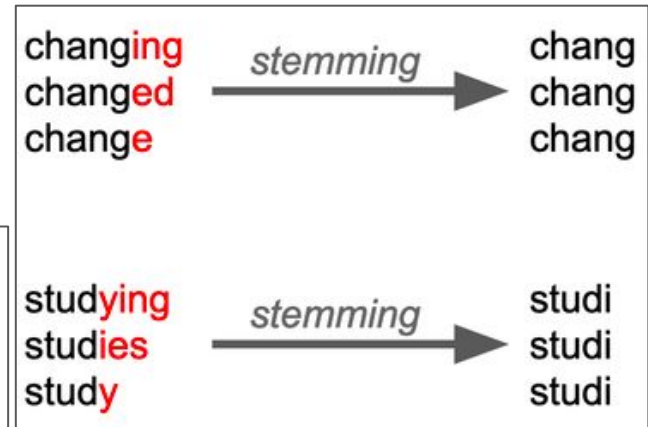 changing
changed
change
stemming
chang
chang
chang
studying
studies
study
stemming
studi
studi
studi